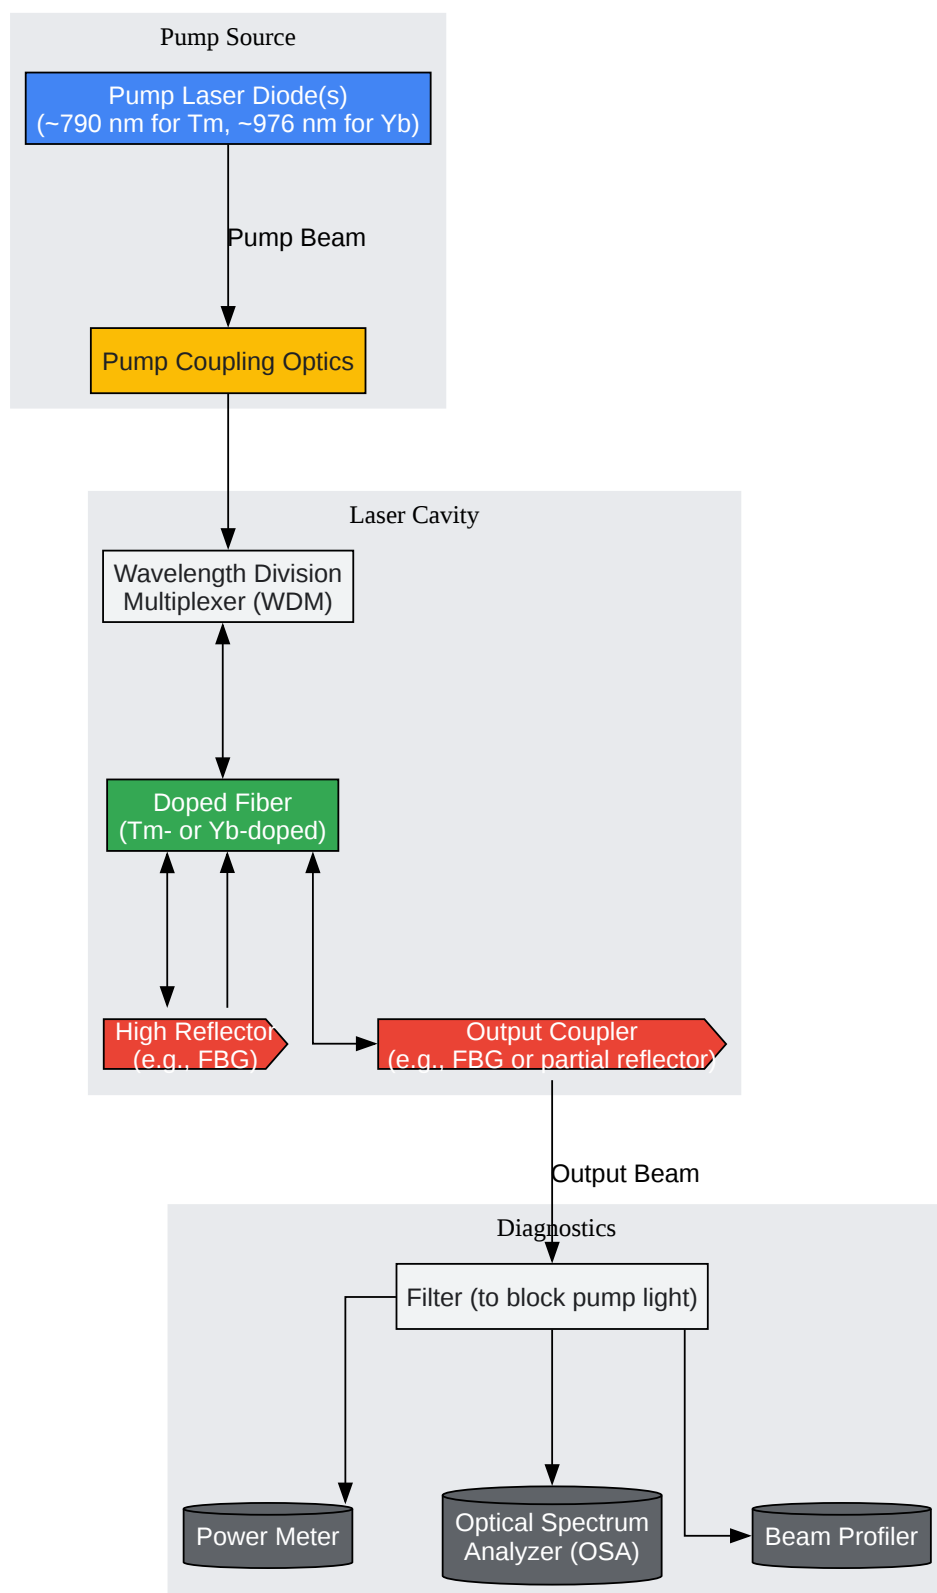 Pump Source
Pump Laser Diode(s)
(~790 nm for Tm, ~976 nm for Yb)
Pump Beam
Pump Coupling Optics
Laser Cavity
Wavelength Division
Multiplexer (WDM)
Doped Fiber
(Tm- or Yb-doped)
High Reflector
(e.g., FBG)
Output Coupler
(e.g., FBG or partial reflector)
Output Beam
Diagnostics
Filter (to block pump light)
Power Meter
Optical Spectrum
Analyzer (OSA)
Beam Profiler